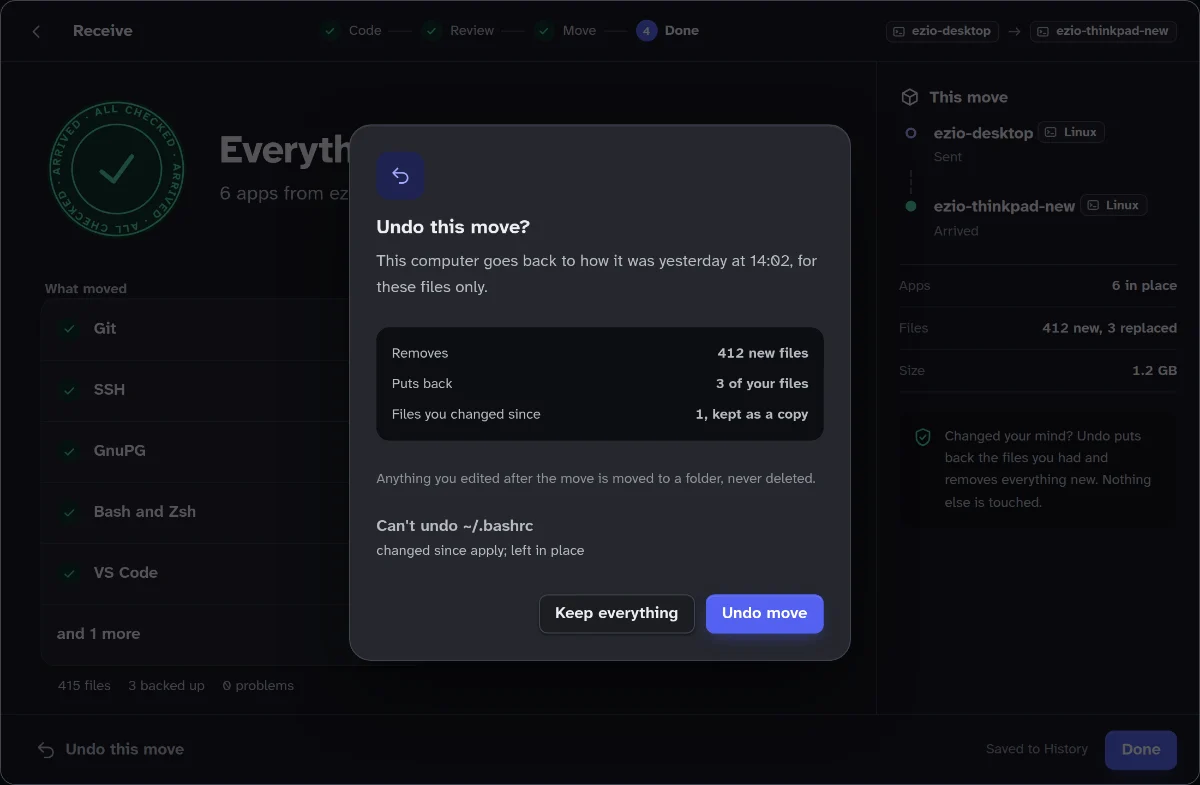 Receive
Code
Review
Move
4
Done
ezio-desktop
ezio-thinkpad-new
ARRIVED · ALL CHECKED · ARRIVED · ALL CHECKED ·
Everyth
6 apps from ez
What moved
Git
SSH
GnuPG
Bash and Zsh
VS Code
and 1 more
415 files 3 backed up 0 problems
Undo this move?
This computer goes back to how it was yesterday at 14:02, for
these files only.
Removes 412 new files
Puts back 3 of your files
Files you changed since 1, kept as a copy
Anything you edited after the move is moved to a folder, never deleted.
Can't undo ~/.bashrc
changed since apply; left in place
Keep everything
Undo move
This move
ezio-desktop Linux
Sent
ezio-thinkpad-new Linux
Arrived
Apps 6 in place
Files 412 new, 3 replaced
Size 1.2 GB
Changed your mind? Undo puts
back the files you had and
removes everything new. Nothing
else is touched.
Undo this move
Saved to History
Done